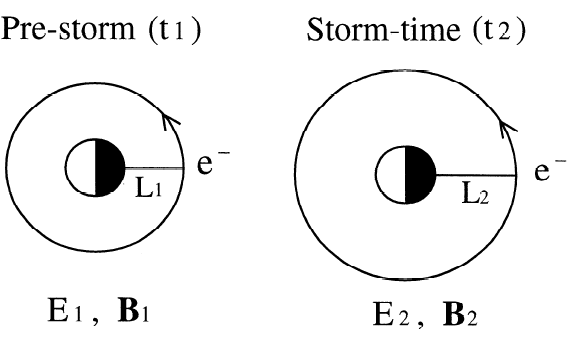 Pre-storm (t1)
Storm-time (t2)
e⁻
L1
e⁻
L2
E1, B1
E2, B2